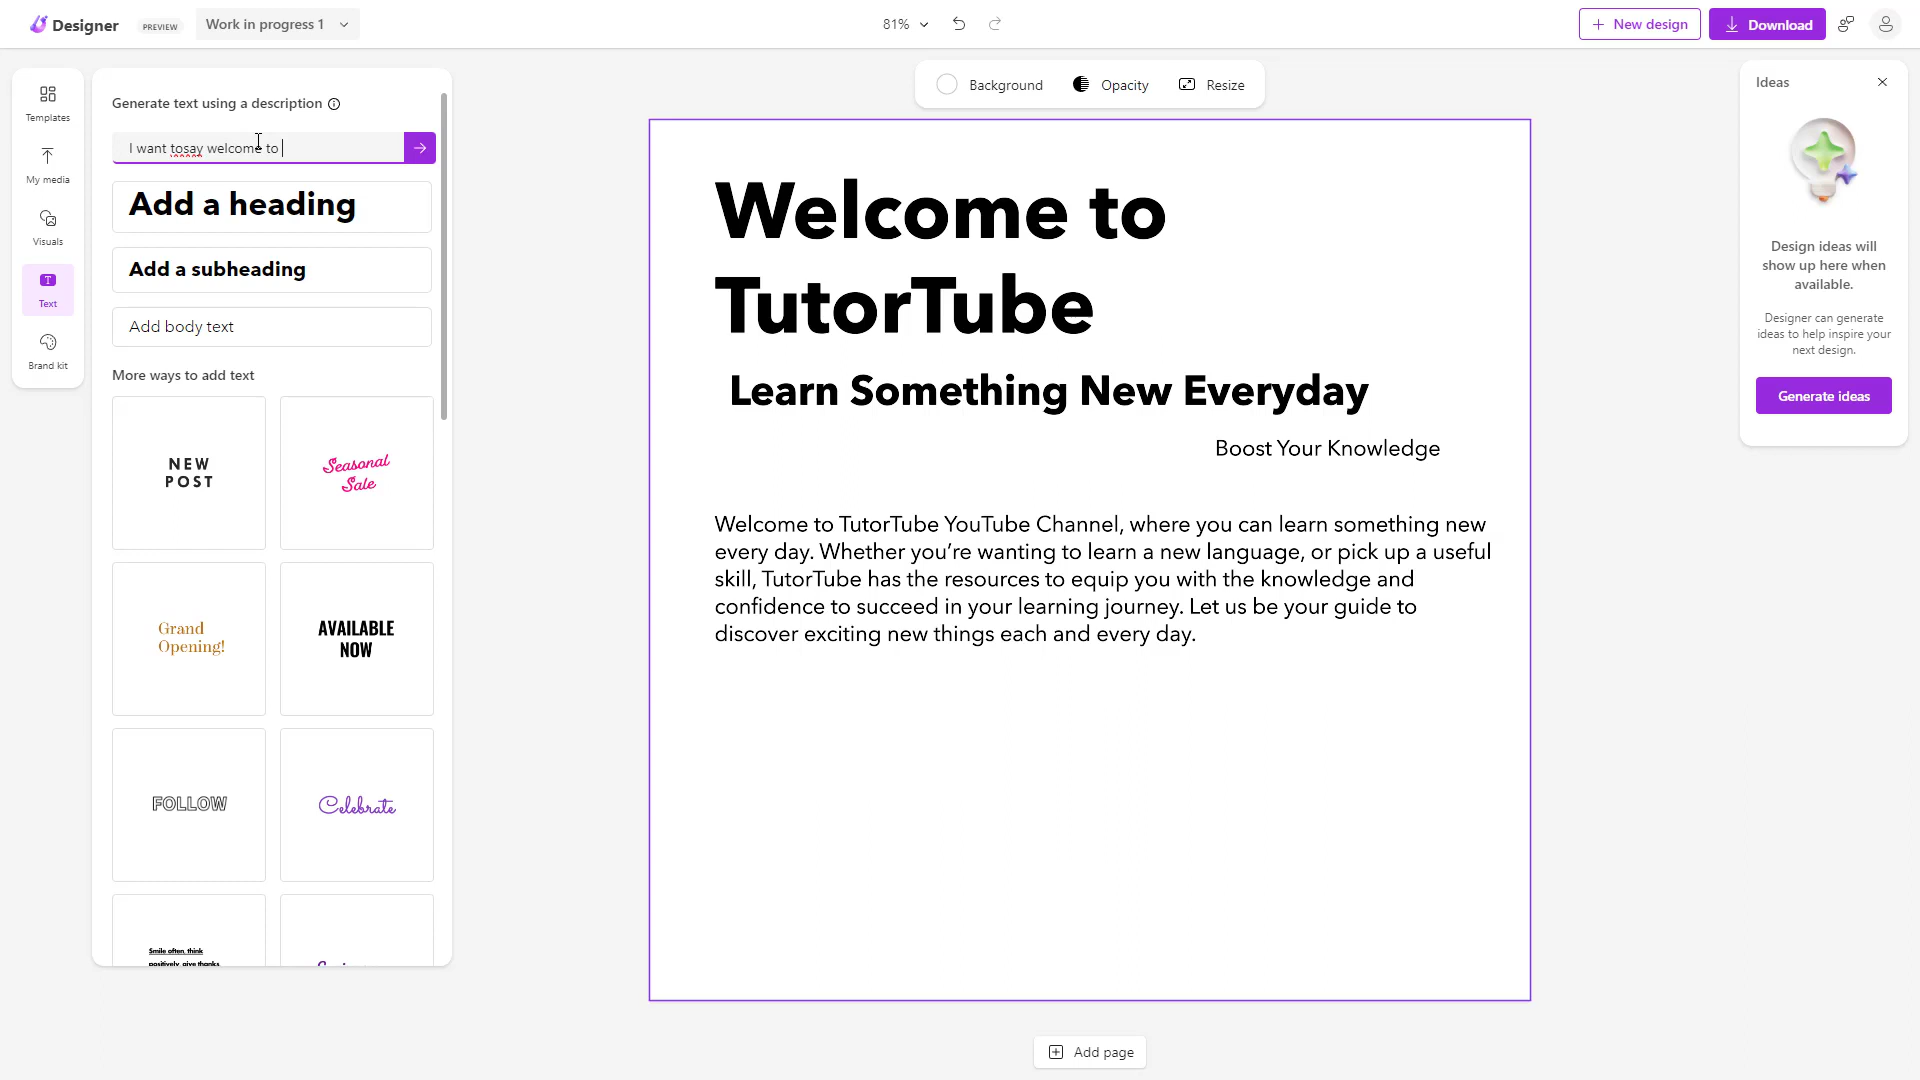 Designer
PREVIEW
Work in progress 1
81%
New design
Download
Templates
My media
Visuals
Text
Brand kit
Generate text using a description
I want tosay welcome to
Add a heading
Add a subheading
Add body text
More ways to add text
NEW
POST
Seasonal
Sale
Grand
Opening!
AVAILABLE
NOW
FOLLOW
Celebrate
Smile often, think
positively, give thanks,
Background
Opacity
Resize
Welcome to
TutorTube
Learn Something New Everyday
Boost Your Knowledge
Welcome to TutorTube YouTube Channel, where you can learn something new
every day. Whether you're wanting to learn a new language, or pick up a useful
skill, TutorTube has the resources to equip you with the knowledge and
confidence to succeed in your learning journey. Let us be your guide to
discover exciting new things each and every day.
Add page
Ideas
Design ideas will
show up here when
available.
Designer can generate
ideas to help inspire your
next design.
Generate ideas